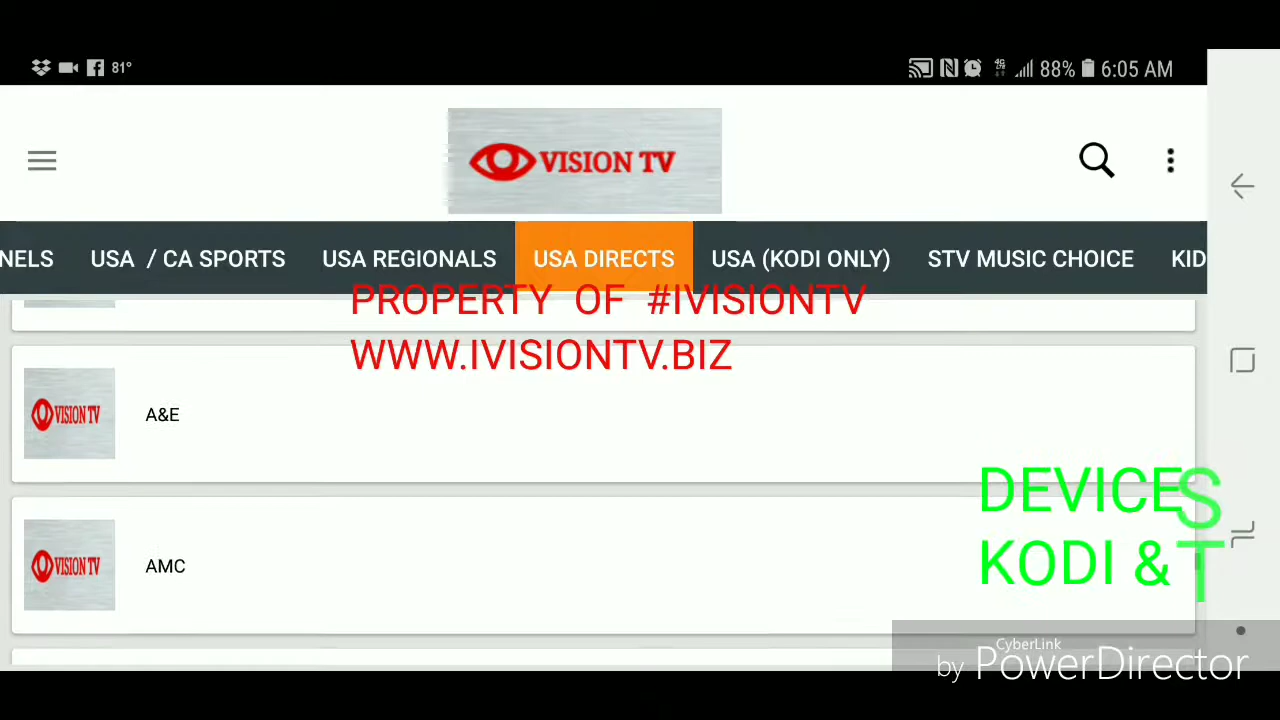 81°
88% 6:05 AM
VISION TV
NELS USA / CA SPORTS USA REGIONALS USA DIRECTS USA (KODI ONLY) STV MUSIC CHOICE KID
PROPERTY OF #IVISIONTV
WWW.IVISIONTV.BIZ
VISION TV A&E
DEVICES
VISION TV AMC
KODI & T
CyberLink
by PowerDirector